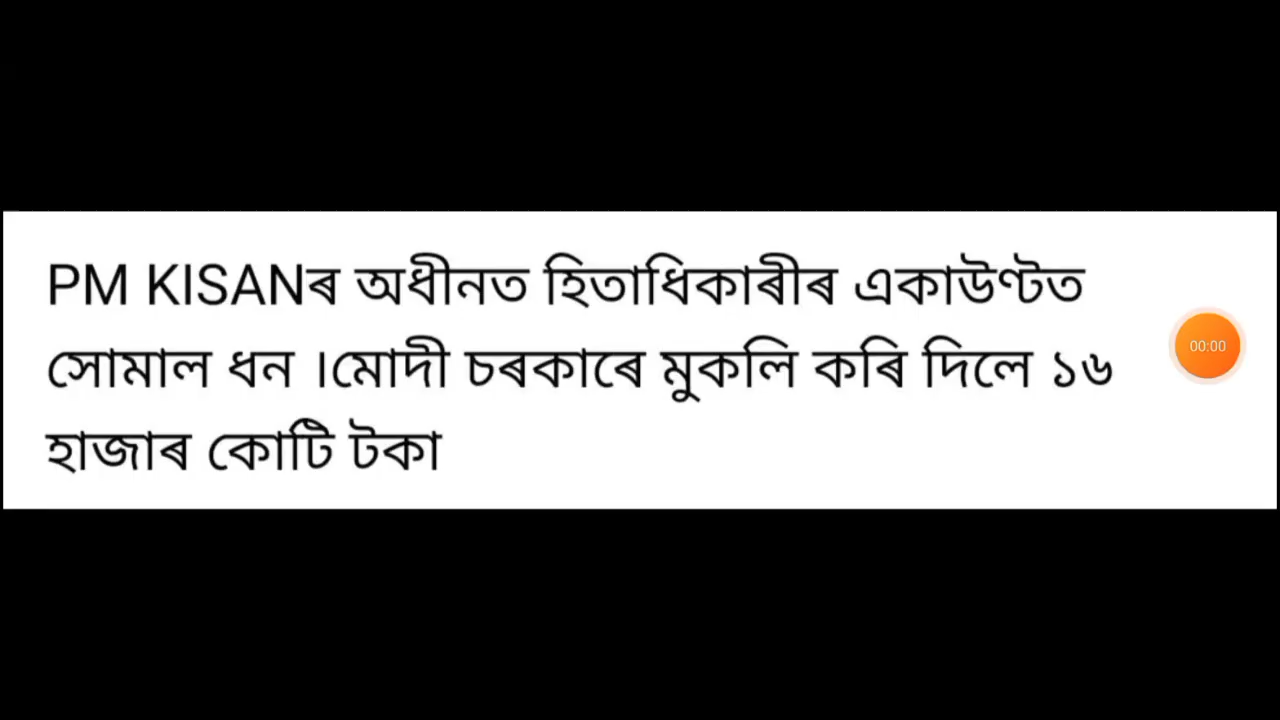 PM KISANৰ অধীনত হিতাধিকাৰীৰ একাউণ্টত
সোমাল ধন ।মোদী চৰকাৰে মুকলি কৰি দিলে ১৬
হাজাৰ কোটি টকা
00:00